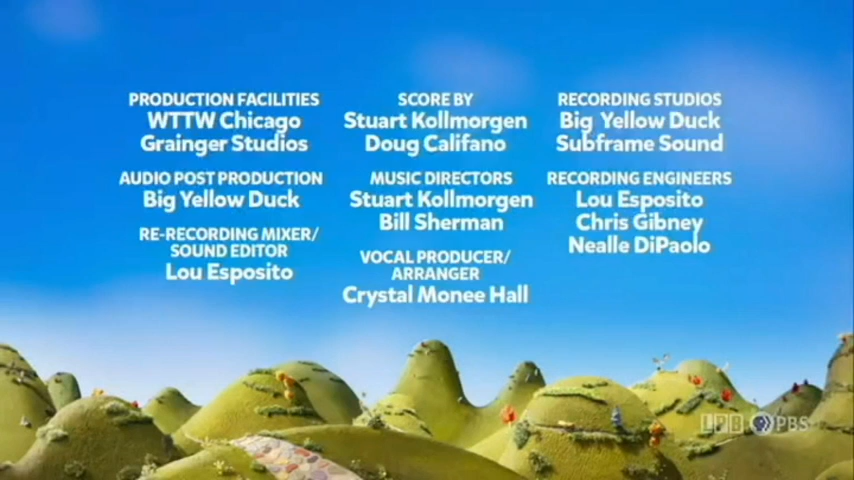 PRODUCTION FACILITIES
WTTW Chicago
Grainger Studios
AUDIO POST PRODUCTION
Big Yellow Duck
RE-RECORDING MIXER/
SOUND EDITOR
Lou Esposito
SCORE BY
Stuart Kollmorgen
Doug Califano
MUSIC DIRECTORS
Stuart Kollmorgen
Bill Sherman
VOCAL PRODUCER/
ARRANGER
Crystal Monee Hall
RECORDING STUDIOS
Big Yellow Duck
Subframe Sound
RECORDING ENGINEERS
Lou Esposito
Chris Gibney
Nealle DiPaolo
LPB PBS